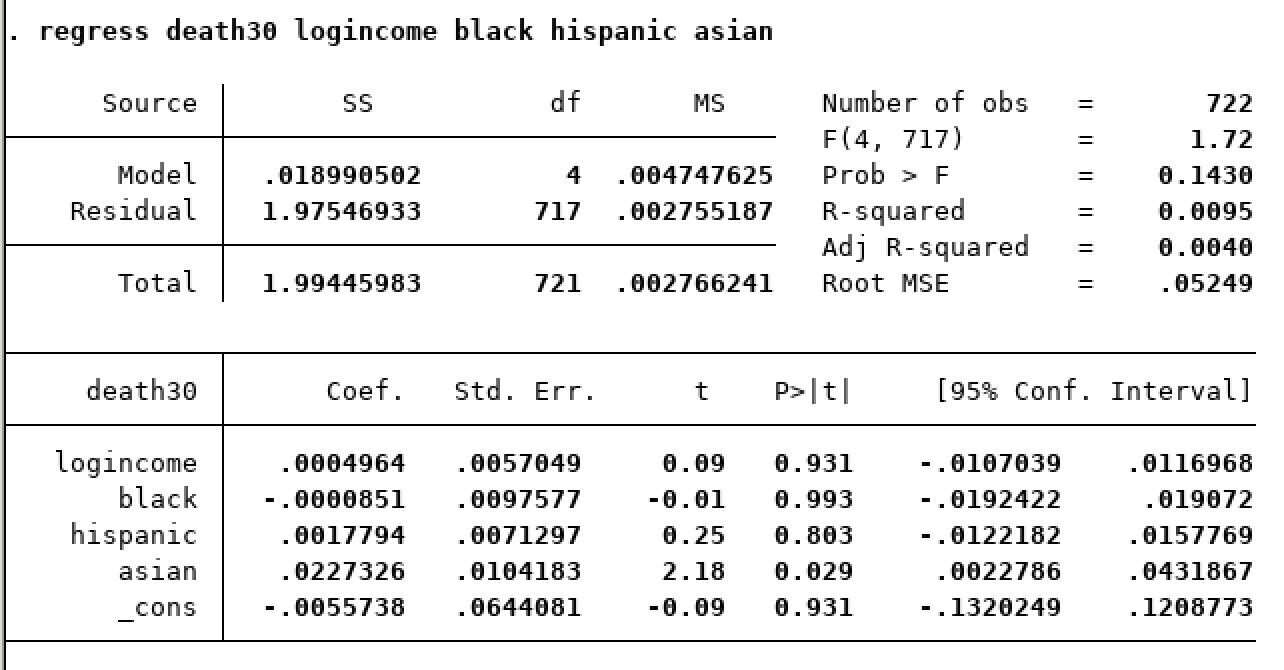 . regress death30 logincome black hispanic asian
Source SS df MS Number of obs = 722
F(4, 717) = 1.72
Model .018990502 4 .004747625 Prob > F = 0.1430
Residual 1.97546933 717 .002755187 R-squared = 0.0095
Adj R-squared = 0.0040
Total 1.99445983 721 .002766241 Root MSE = .05249
death30 Coef. Std. Err. t P>|t| [95% Conf. Interval]
logincome .0004964 .0057049 0.09 0.931 -.0107039 .0116968
black -.0000851 .0097577 -0.01 0.993 -.0192422 .019072
hispanic .0017794 .0071297 0.25 0.803 -.0122182 .0157769
asian .0227326 .0104183 2.18 0.029 .0022786 .0431867
_cons -.0055738 .0644081 -0.09 0.931 -.1320249 .1208773